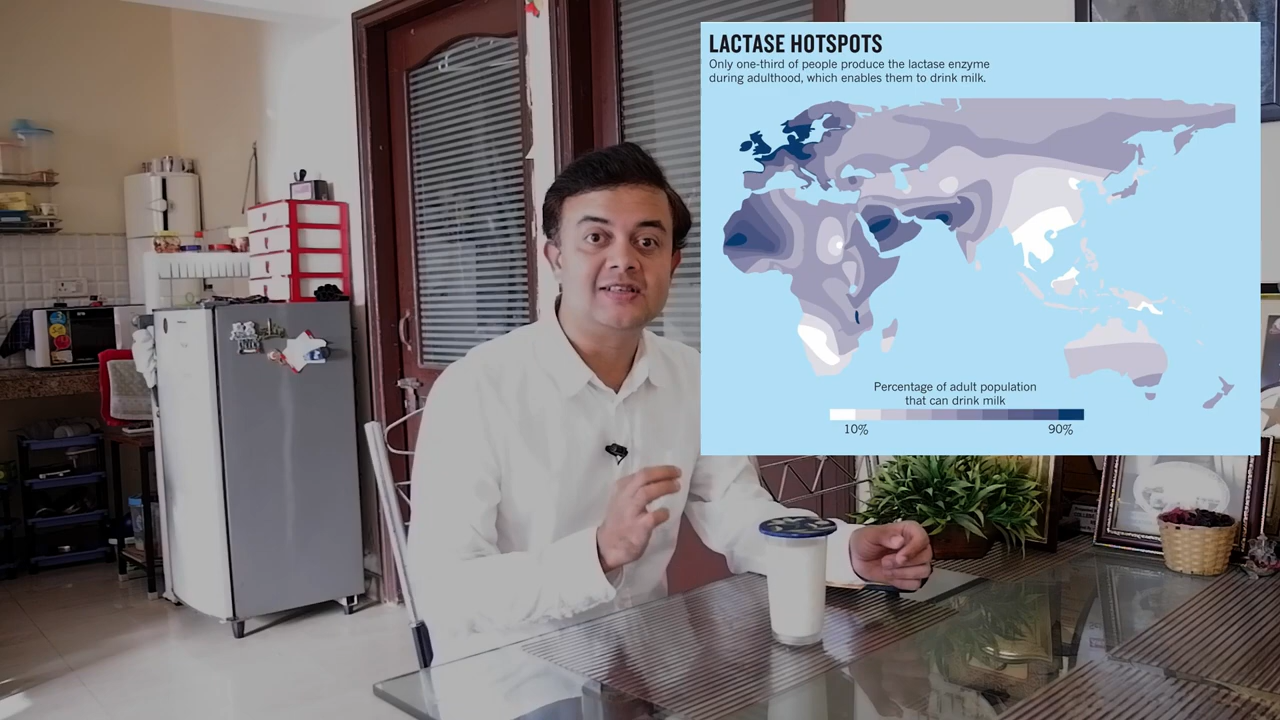 LACTASE HOTSPOTS
Only one-third of people produce the lactase enzyme
during adulthood, which enables them to drink milk.
Percentage of adult population
that can drink milk
10%
90%